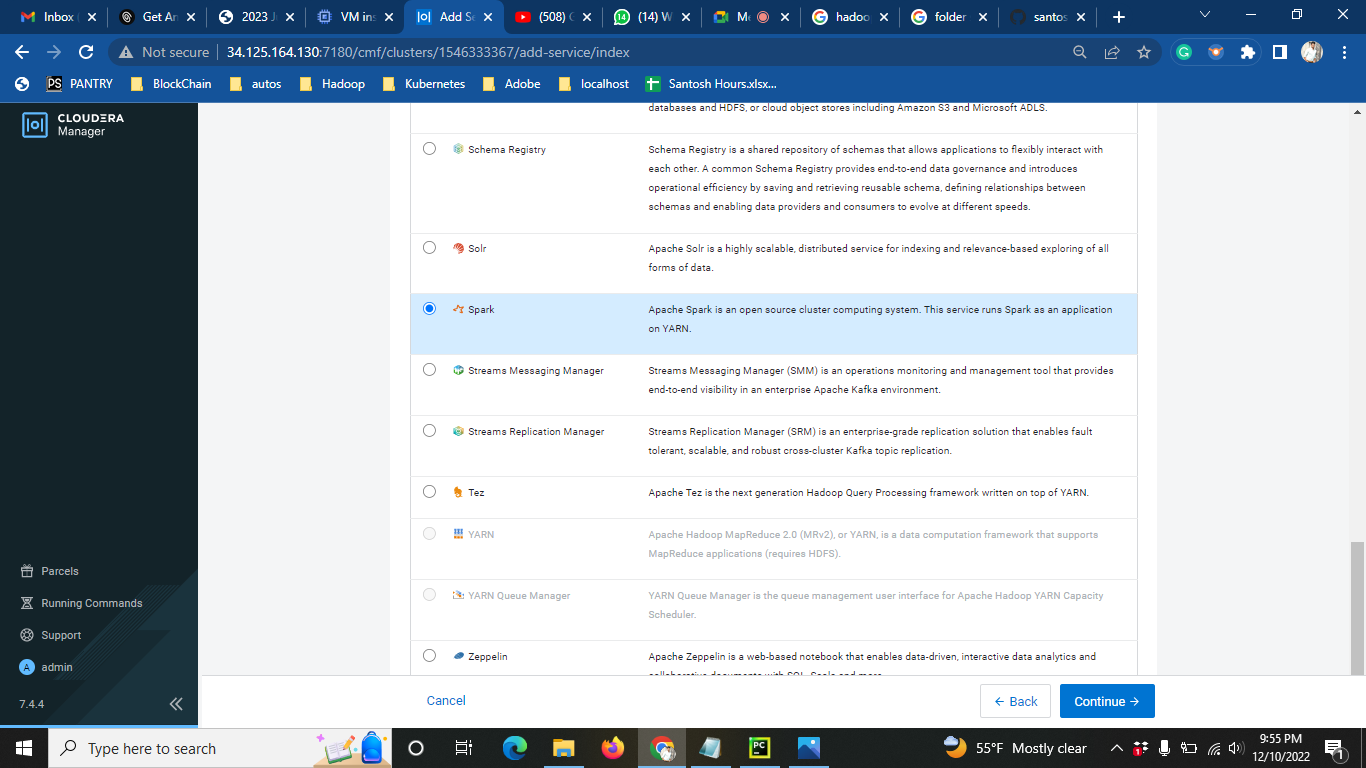 Inbox
Get An
2023 J
VM ins
Add Se
(508)
(14) W
Me
hadoo
folder
santos
Not secure
34.125.164.130:7180/cmf/clusters/1546333367/add-service/index
PS PANTRY
BlockChain
autos
Hadoop
Kubernetes
Adobe
localhost
Santosh Hours.xlsx...
CLOUDERA
Manager
databases and HDFS, or cloud object stores including Amazon S3 and Microsoft ADLS.
Schema Registry
Schema Registry is a shared repository of schemas that allows applications to flexibly interact with
each other. A common Schema Registry provides end-to-end data governance and introduces
operational efficiency by saving and retrieving reusable schema, defining relationships between
schemas and enabling data providers and consumers to evolve at different speeds.
Solr
Apache Solr is a highly scalable, distributed service for indexing and relevance-based exploring of all
forms of data.
Spark
Apache Spark is an open source cluster computing system. This service runs Spark as an application
on YARN.
Streams Messaging Manager
Streams Messaging Manager (SMM) is an operations monitoring and management tool that provides
end-to-end visibility in an enterprise Apache Kafka environment.
Streams Replication Manager
Streams Replication Manager (SRM) is an enterprise-grade replication solution that enables fault
tolerant, scalable, and robust cross-cluster Kafka topic replication.
Tez
Apache Tez is the next generation Hadoop Query Processing framework written on top of YARN.
YARN
Apache Hadoop MapReduce 2.0 (MRv2), or YARN, is a data computation framework that supports
MapReduce applications (requires HDFS).
YARN Queue Manager
YARN Queue Manager is the queue management user interface for Apache Hadoop YARN Capacity
Scheduler.
Zeppelin
Apache Zeppelin is a web-based notebook that enables data-driven, interactive data analytics and
collaborative documents with SQL, Scala and more.
Parcels
Running Commands
Support
A admin
7.4.4
Cancel
Back
Continue
Type here to search
PC
55°F Mostly clear
9:55 PM
12/10/2022
1